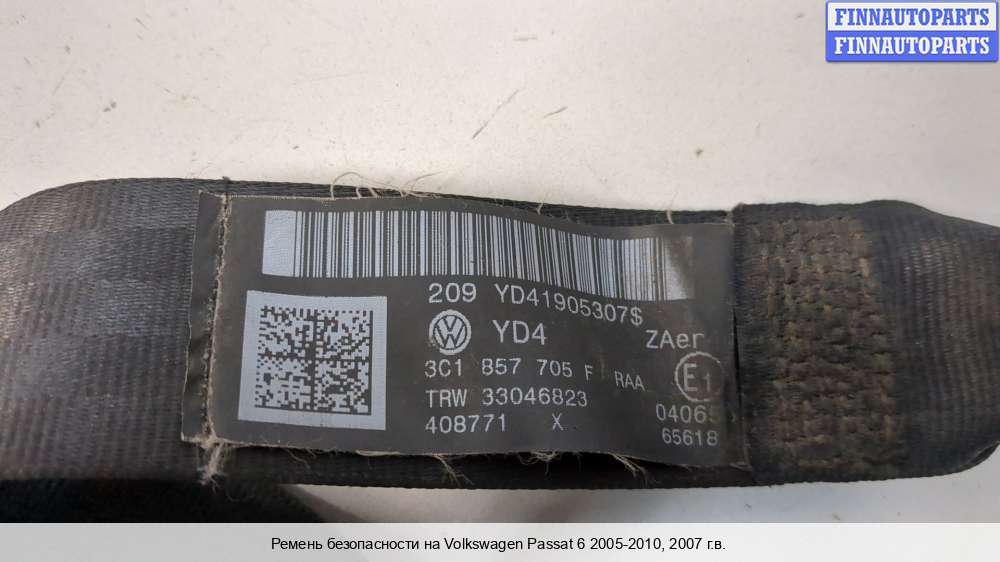 FINNAUTOPARTS
FINNAUTOPARTS
209 YD41905307$
YD4 ZAer
3C1 857 705 F RAA E1
TRW 33046823
408771 X 04065
65618
Ремень безопасности на Volkswagen Passat 6 2005-2010, 2007 г.в.